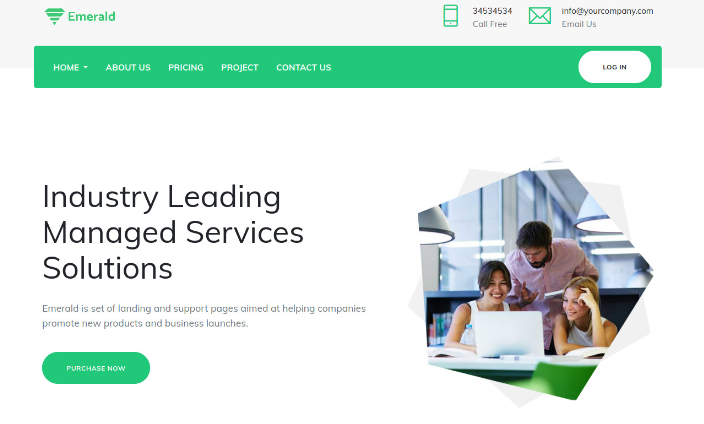 Emerald
34534534
Call Free
info@yourcompany.com
Email Us
HOME
ABOUT US
PRICING
PROJECT
CONTACT US
LOG IN
Industry Leading
Managed Services
Solutions
Emerald is set of landing and support pages aimed at helping companies
promote new products and business launches.
PURCHASE NOW